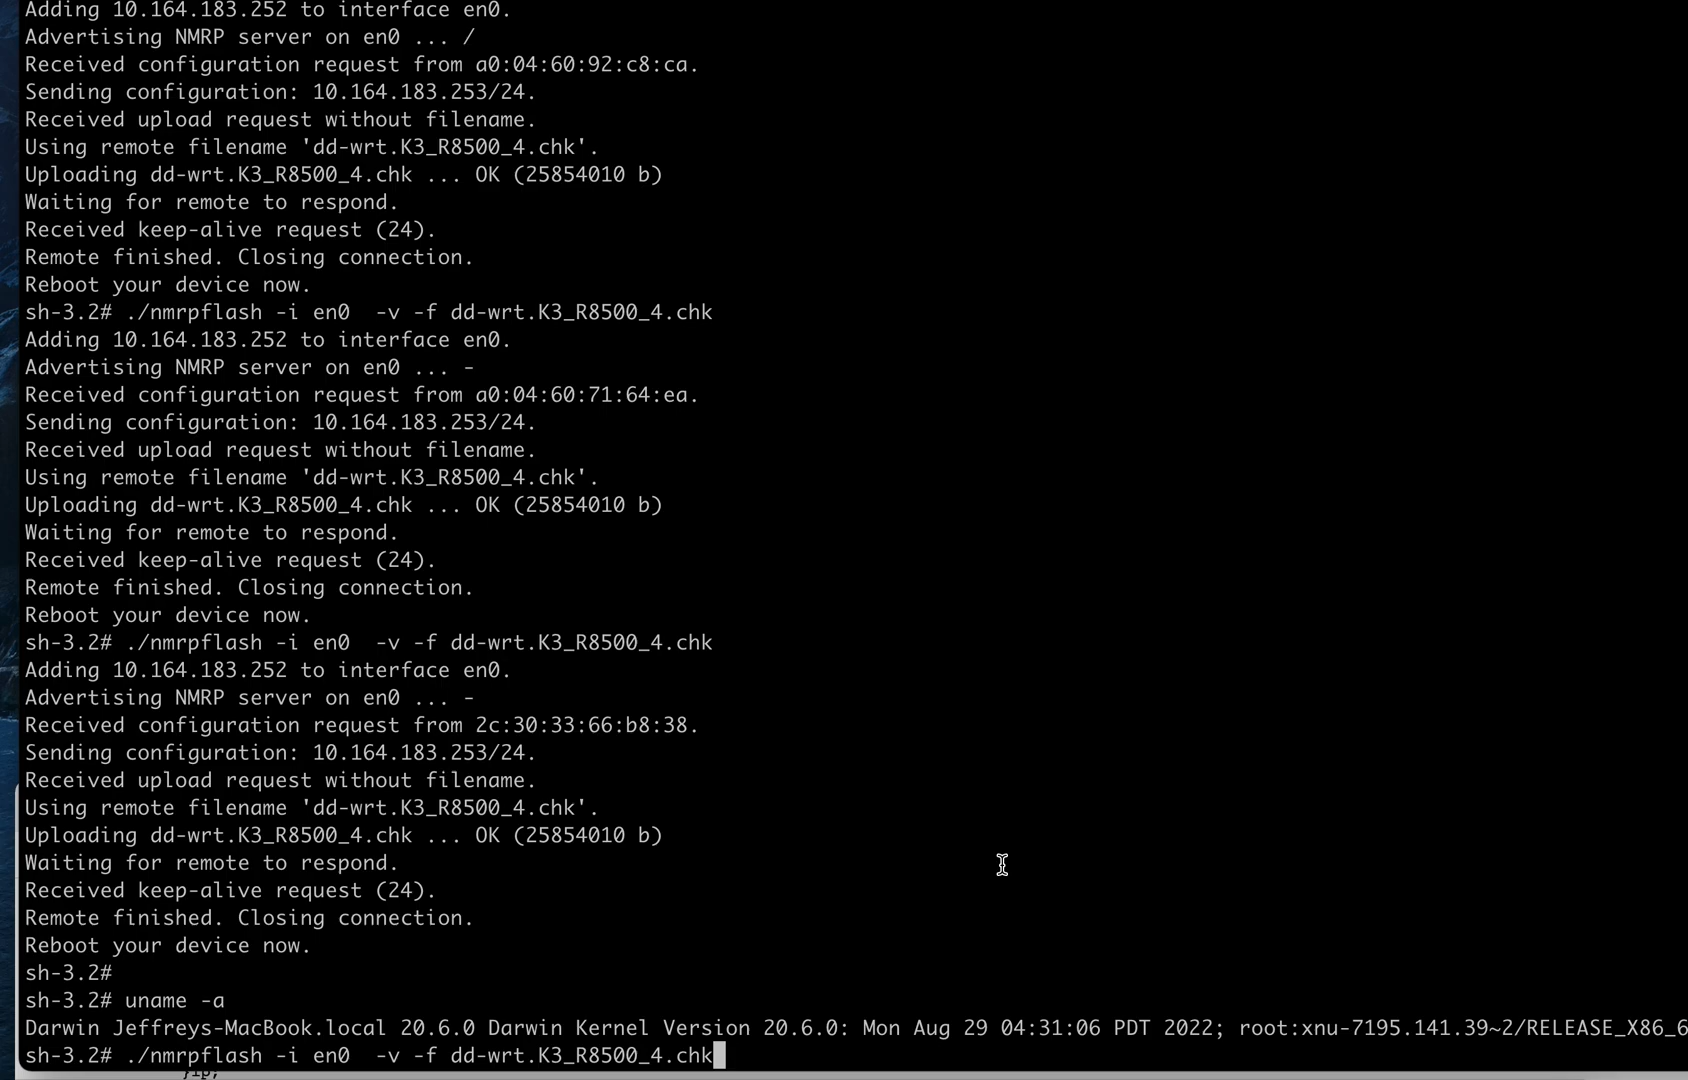 Adding 10.164.183.252 to interface en0.
Advertising NMRP server on en0 ... /
Received configuration request from a0:04:60:92:c8:ca.
Sending configuration: 10.164.183.253/24.
Received upload request without filename.
Using remote filename 'dd-wrt.K3_R8500_4.chk'.
Uploading dd-wrt.K3_R8500_4.chk ... OK (25854010 b)
Waiting for remote to respond.
Received keep-alive request (24).
Remote finished. Closing connection.
Reboot your device now.
sh-3.2# ./nmrpflash -i en0  -v -f dd-wrt.K3_R8500_4.chk
Adding 10.164.183.252 to interface en0.
Advertising NMRP server on en0 ... -
Received configuration request from a0:04:60:71:64:ea.
Sending configuration: 10.164.183.253/24.
Received upload request without filename.
Using remote filename 'dd-wrt.K3_R8500_4.chk'.
Uploading dd-wrt.K3_R8500_4.chk ... OK (25854010 b)
Waiting for remote to respond.
Received keep-alive request (24).
Remote finished. Closing connection.
Reboot your device now.
sh-3.2# ./nmrpflash -i en0  -v -f dd-wrt.K3_R8500_4.chk
Adding 10.164.183.252 to interface en0.
Advertising NMRP server on en0 ... -
Received configuration request from 2c:30:33:66:b8:38.
Sending configuration: 10.164.183.253/24.
Received upload request without filename.
Using remote filename 'dd-wrt.K3_R8500_4.chk'.
Uploading dd-wrt.K3_R8500_4.chk ... OK (25854010 b)
Waiting for remote to respond.
Received keep-alive request (24).
Remote finished. Closing connection.
Reboot your device now.
sh-3.2#
sh-3.2# uname -a
Darwin Jeffreys-MacBook.local 20.6.0 Darwin Kernel Version 20.6.0: Mon Aug 29 04:31:06 PDT 2022; root:xnu-7195.141.39~2/RELEASE_X86_6
sh-3.2# ./nmrpflash -i en0  -v -f dd-wrt.K3_R8500_4.chk